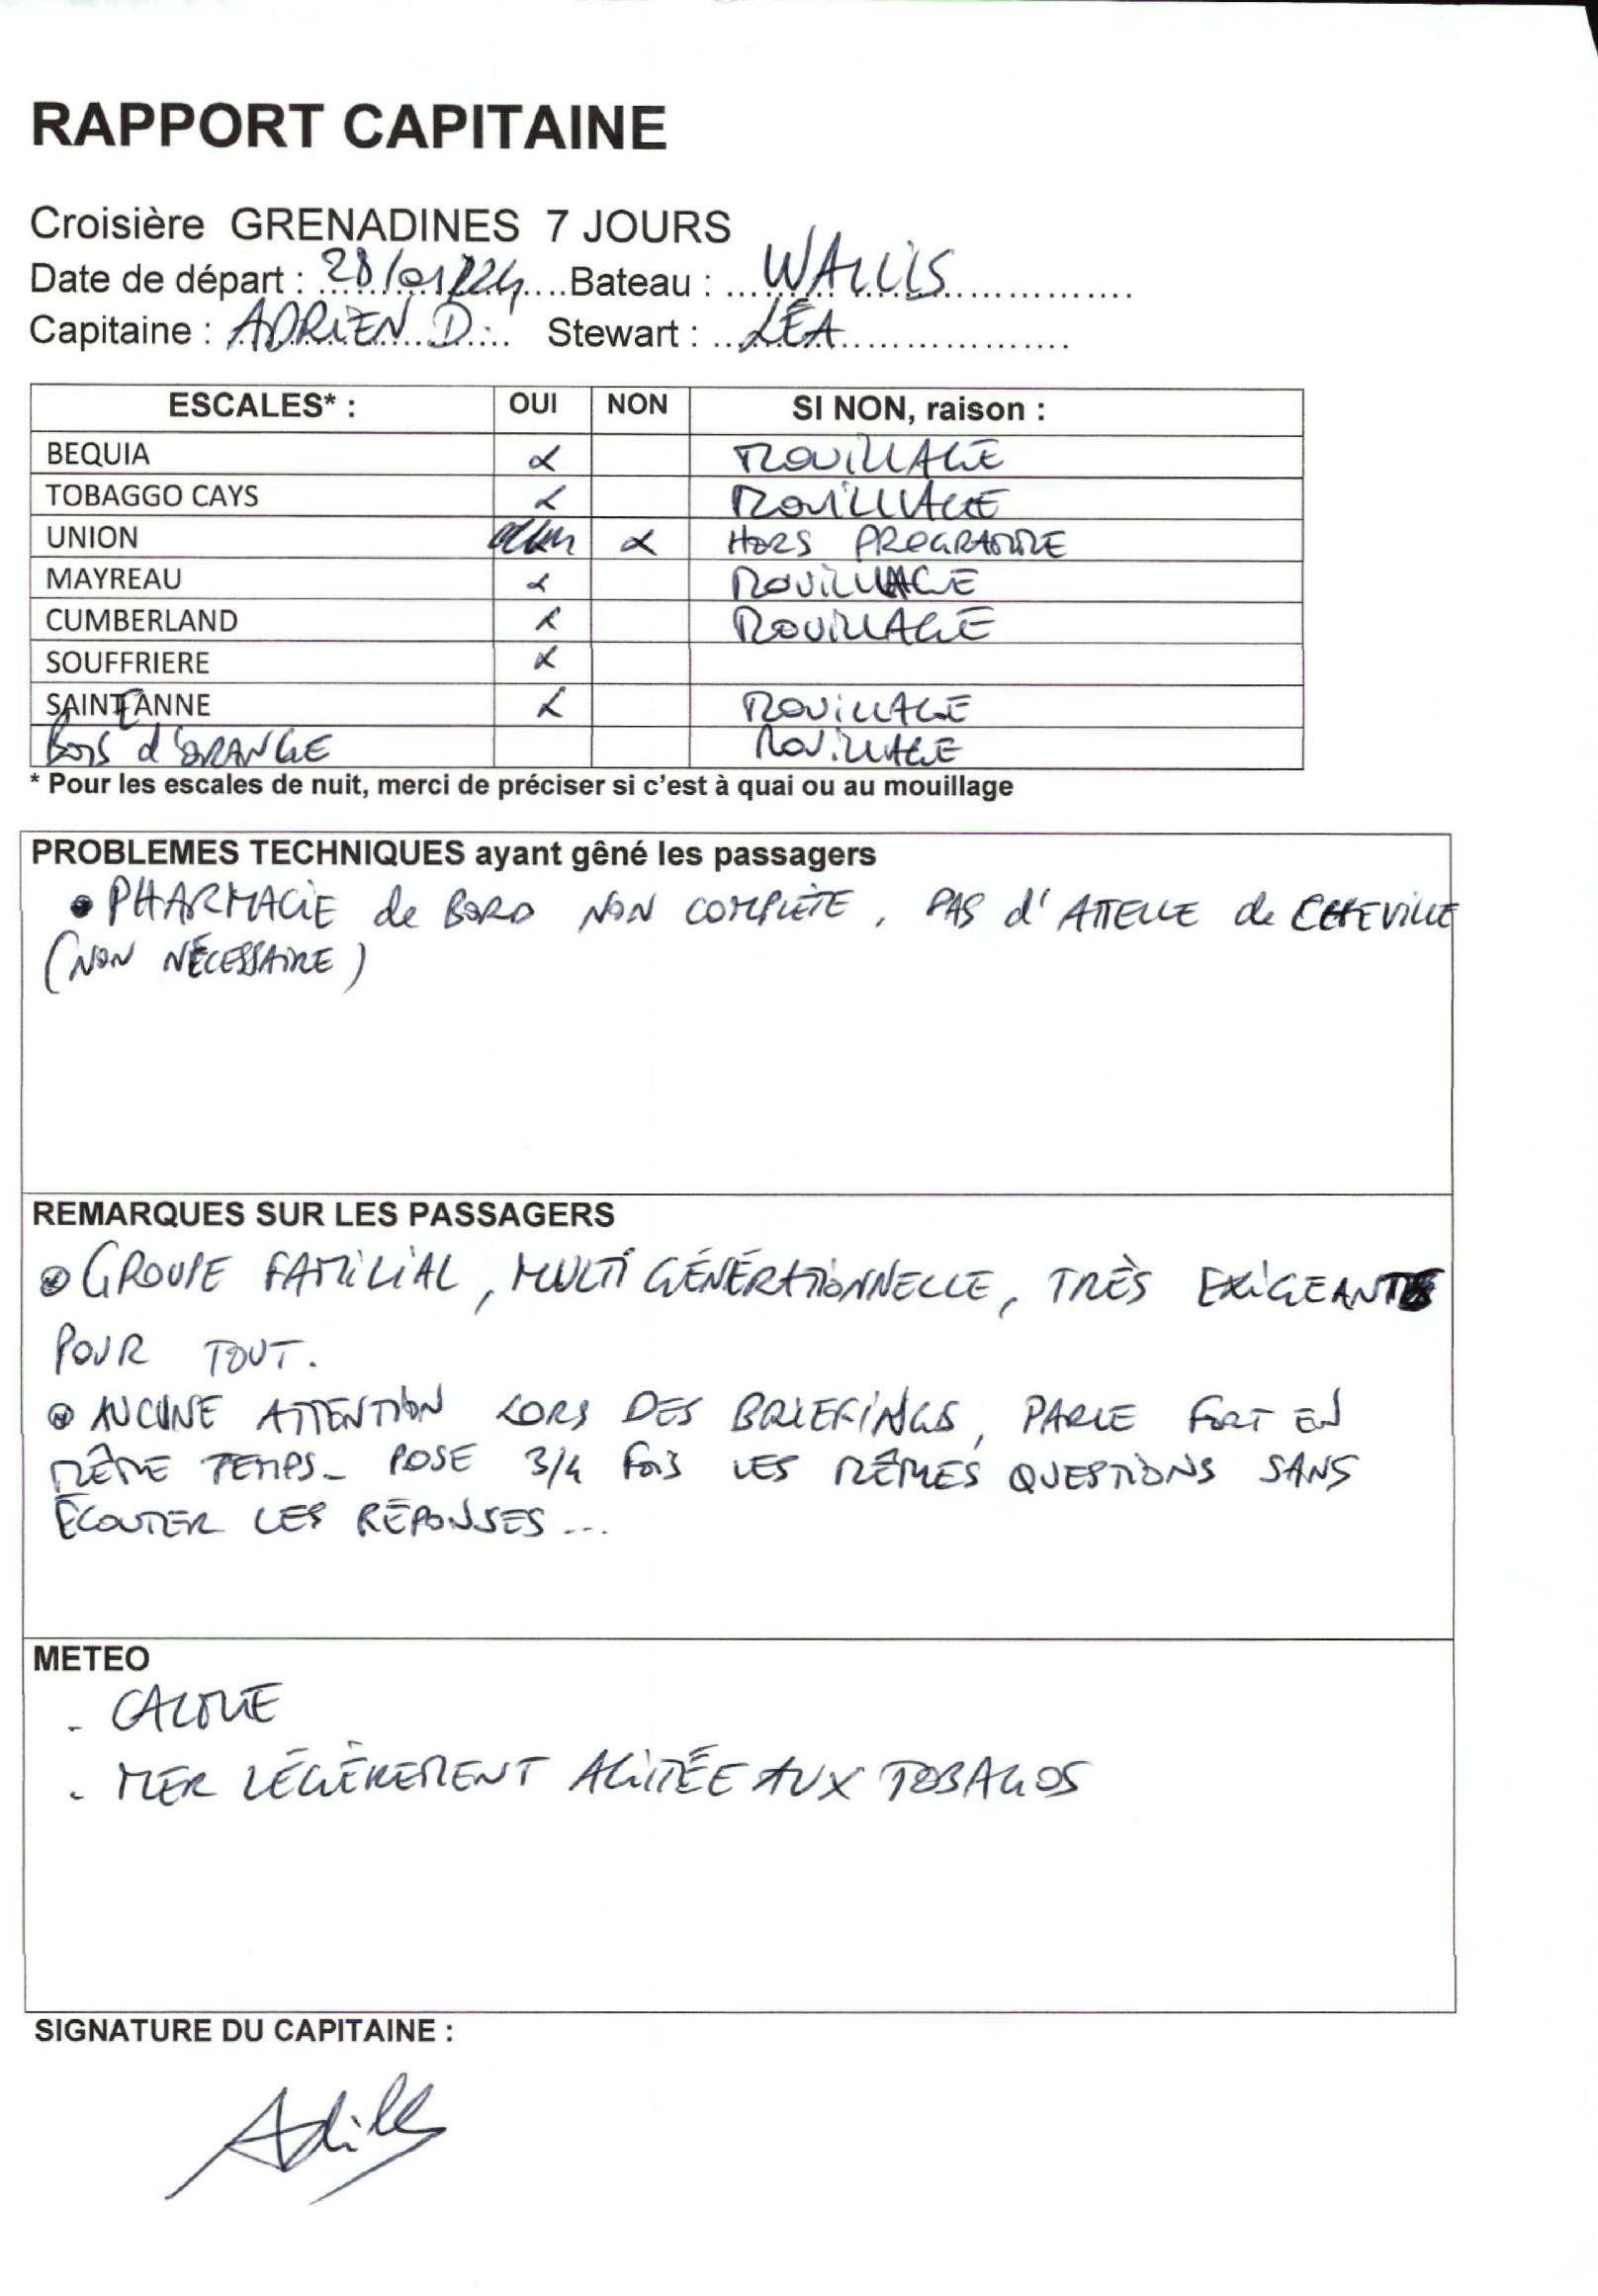 RAPPORT CAPITAINE
Croisière GRENADINES 7 JOURS
Date de départ : 28/01/24 Bateau : WALLIS
Capitaine : ADRIEN D. Stewart : LÉA
ESCALES* : OUI NON SI NON, raison :
BEQUIA x MOUILLAGE
TOBAGGO CAYS x MOUILLAGE
UNION x HORS PROGRAMME
MAYREAU x MOUILLAGE
CUMBERLAND x MOUILLAGE
SOUFFRIERE x
SAINTE ANNE x MOUILLAGE
BOIS d'ORANGE MOUILLAGE
* Pour les escales de nuit, merci de préciser si c'est à quai ou au mouillage
PROBLEMES TECHNIQUES ayant gêné les passagers
• PHARMACIE de BORD NON COMPLÈTE, PAS d'ATTELLE de CHEVILLE
(NON NÉCESSAIRE)
REMARQUES SUR LES PASSAGERS
• GROUPE FAMILIAL, MULTI GÉNÉRATIONNELLE, TRÈS EXIGEANT
POUR TOUT.
• AUCUNE ATTENTION LORS DES BRIEFINGS, PARLE FORT EN
MÊME TEMPS_ POSE 3/4 FOIS LES MÊMES QUESTIONS SANS
ÉCOUTER LES RÉPONSES ...
METEO
- CALME
- MER LÉGÈREMENT AGITÉE AUX TOBAGOS
SIGNATURE DU CAPITAINE :